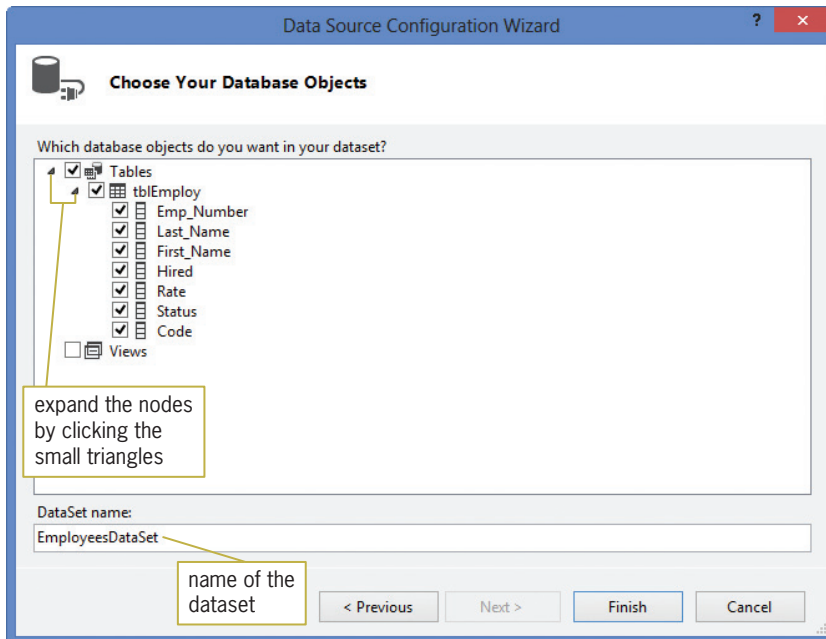 Data Source Configuration Wizard
?
Choose Your Database Objects
Which database objects do you want in your dataset?
Tables
tblEmploy
Emp_Number
Last_Name
First_Name
Hired
Rate
Status
Code
Views
expand the nodes
by clicking the
small triangles
DataSet name:
EmployeesDataSet
name of the
dataset
< Previous
Next >
Finish
Cancel